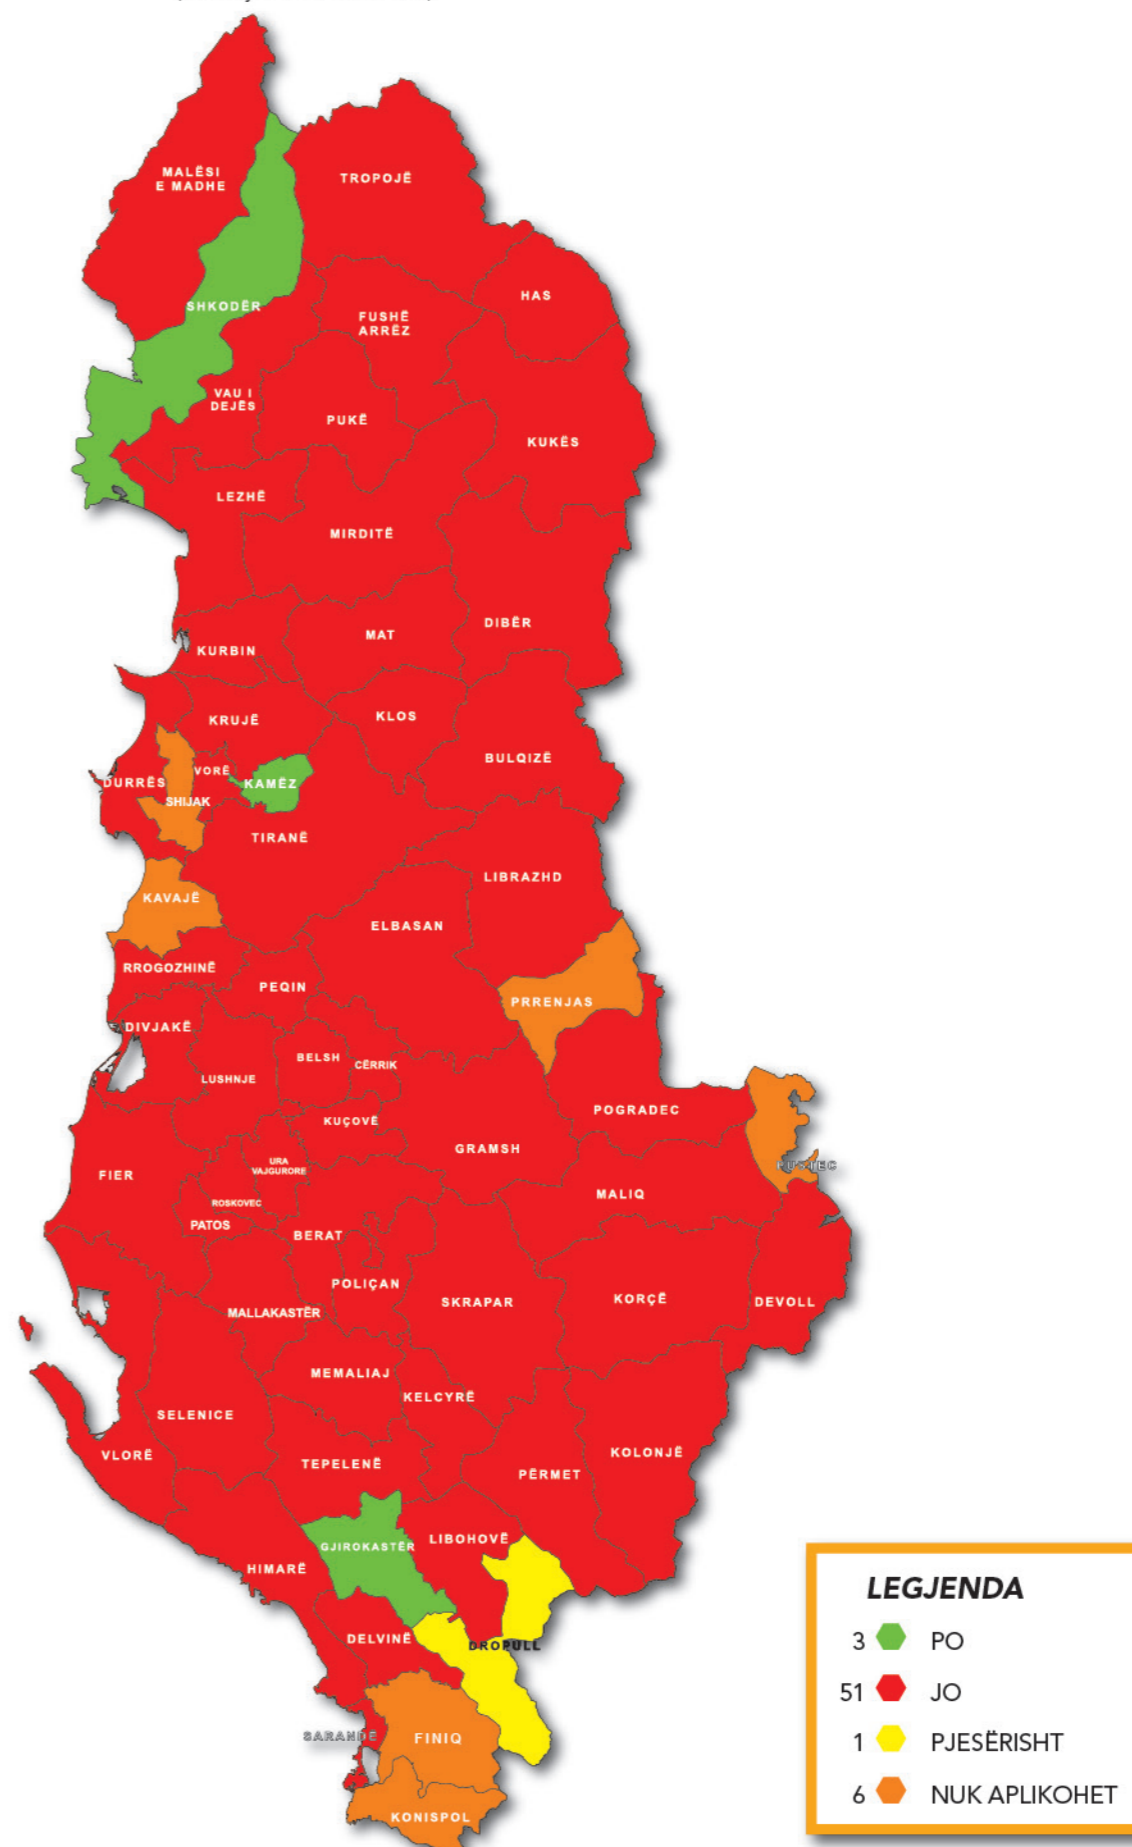 MALËSI
E MADHE
TROPOJË
HAS
SHKODËR
FUSHË
ARRËZ
VAU I
DEJËS
PUKË
KUKËS
LEZHË
MIRDITË
DIBËR
MAT
KURBIN
KLOS
KRUJË
BULQIZË
VORË
DURRËS
KAMËZ
SHIJAK
TIRANË
LIBRAZHD
KAVAJË
ELBASAN
RROGOZHINË
PEQIN
PRRENJAS
DIVJAKË
BELSH
CËRRIK
LUSHNJE
POGRADEC
KUÇOVË
GRAMSH
URA
VAJGURORE
PUSTEC
FIER
MALIQ
ROSKOVEC
PATOS
BERAT
POLIÇAN
SKRAPAR
KORÇË
DEVOLL
MALLAKASTËR
MEMALIAJ
KELCYRË
SELENICE
VLORË
KOLONJË
TEPELENË
PËRMET
LIBOHOVË
GJIROKASTËR
HIMARË
DELVINË
DROPULL
SARANDË
FINIQ
KONISPOL
LEGJENDA
3 PO
51 JO
1 PJESËRISHT
6 NUK APLIKOHET